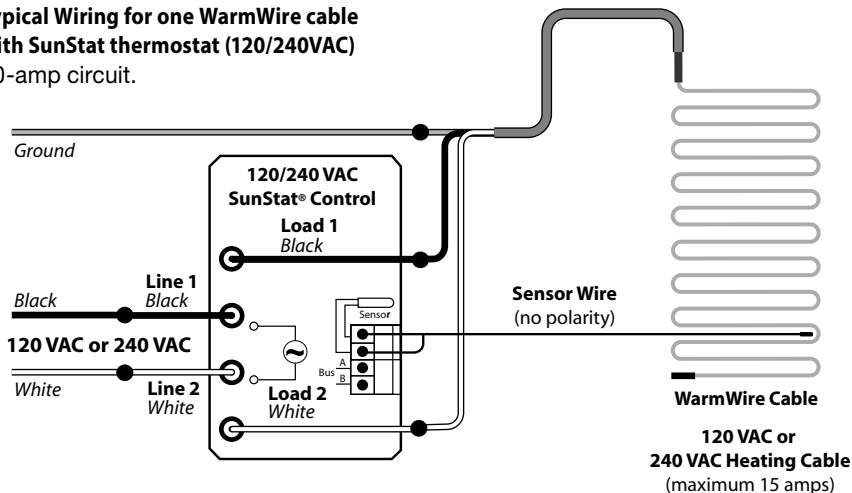 ypical Wiring for one WarmWire cable
ith SunStat thermostat (120/240VAC)
0-amp circuit.
Ground
120/240 VAC
SunStat® Control
Load 1
Black
Line 1
Black
Black
Sensor
Sensor Wire
(no polarity)
120 VAC or 240 VAC
A
Bus
B
White
Line 2
White
Load 2
White
WarmWire Cable
120 VAC or
240 VAC Heating Cable
(maximum 15 amps)